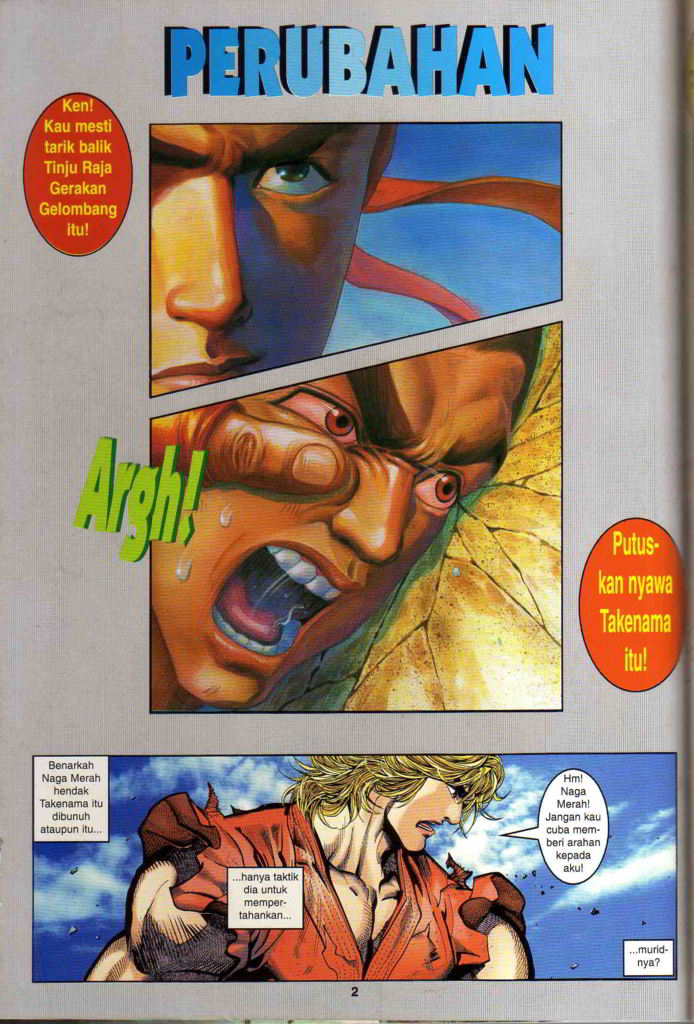 PERUBAHAN
Ken!
Kau mesti
tarik balik
Tinju Raja
Gerakan
Gelombang
itu!
Argh!
Putus-
kan nyawa
Takenama
itu!
Benarkah
Naga Merah
hendak
Takenama itu
dibunuh
ataupun itu...
...hanya taktik
dia untuk
memper-
tahankan...
Hm!
Naga
Merah!
Jangan kau
cuba mem-
beri arahan
kepada
aku!
...murid-
nya?
2